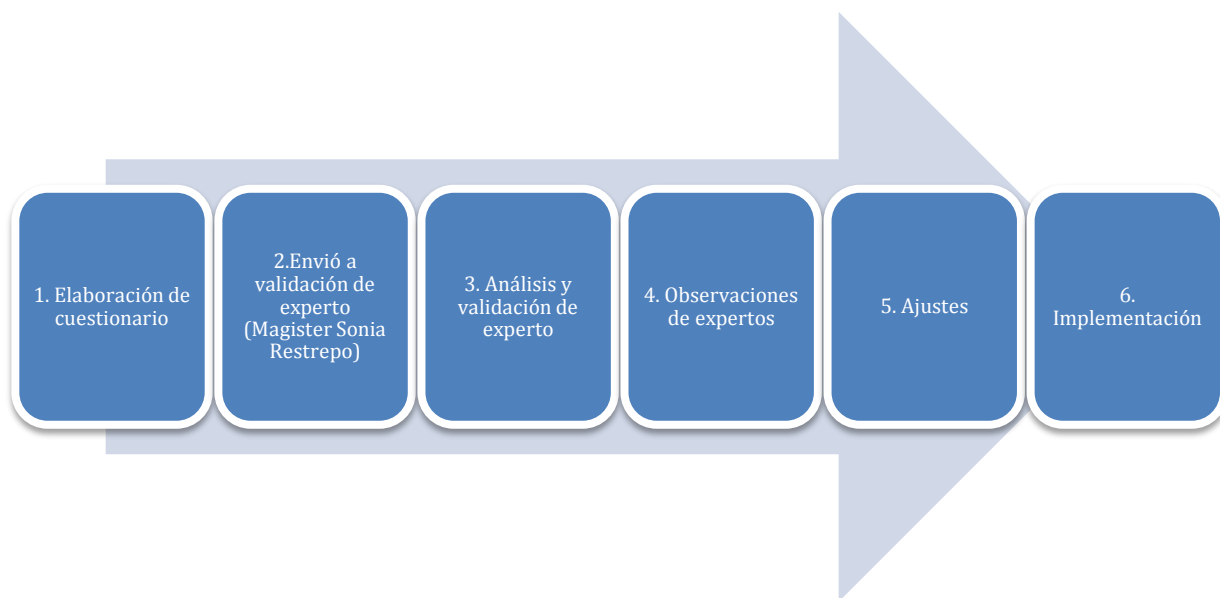 1. Elaboración de
cuestionario
2.Envió a
validación de
experto
(Magister Sonia
Restrepo)
3. Análisis y
validación de
experto
4. Observaciones
de expertos
5. Ajustes
6.
Implementación